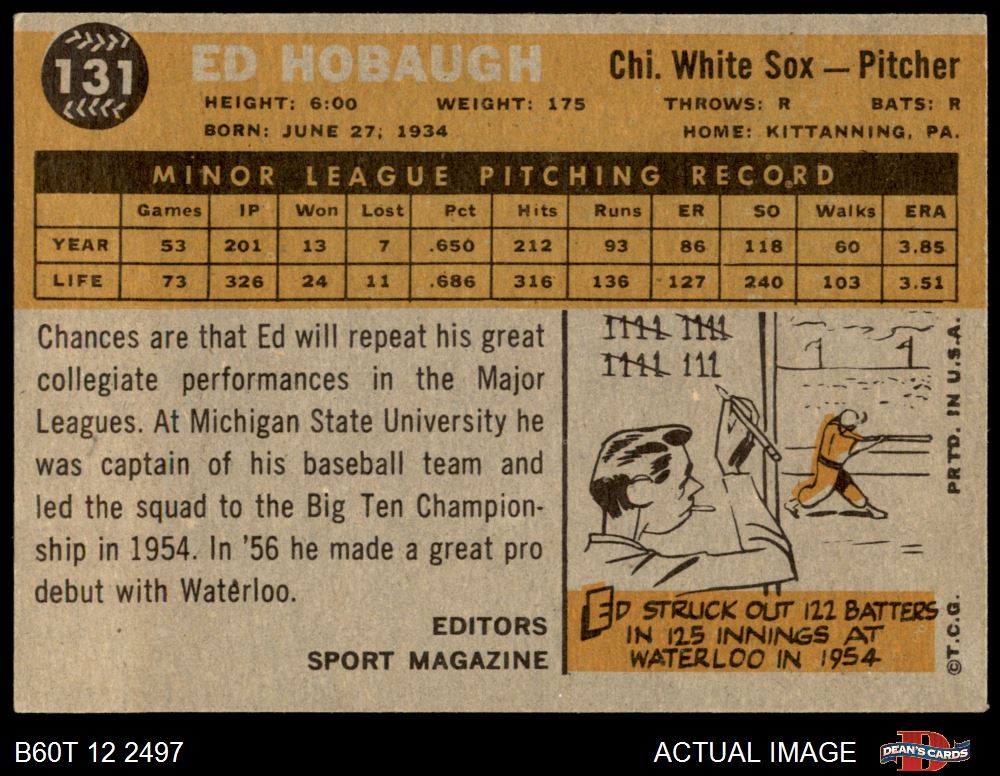 131
ED HOBAUGH
Chi. White Sox — Pitcher
HEIGHT: 6:00 WEIGHT: 175 THROWS: R BATS: R
BORN: JUNE 27, 1934 HOME: KITTANNING, PA.
MINOR LEAGUE PITCHING RECORD
Games IP Won Lost Pct Hits Runs ER SO Walks ERA
YEAR 53 201 13 7 .650 212 93 86 118 60 3.85
LIFE 73 326 24 11 .686 316 136 127 240 103 3.51
Chances are that Ed will repeat his great
collegiate performances in the Major
Leagues. At Michigan State University he
was captain of his baseball team and
led the squad to the Big Ten Champion-
ship in 1954. In '56 he made a great pro
debut with Waterloo.
EDITORS
SPORT MAGAZINE
ED STRUCK OUT 122 BATTERS
IN 125 INNINGS AT
WATERLOO IN 1954
©T.C.G. PRTD. IN U.S.A.
B60T 12 2497
ACTUAL IMAGE
DEAN'S CARDS